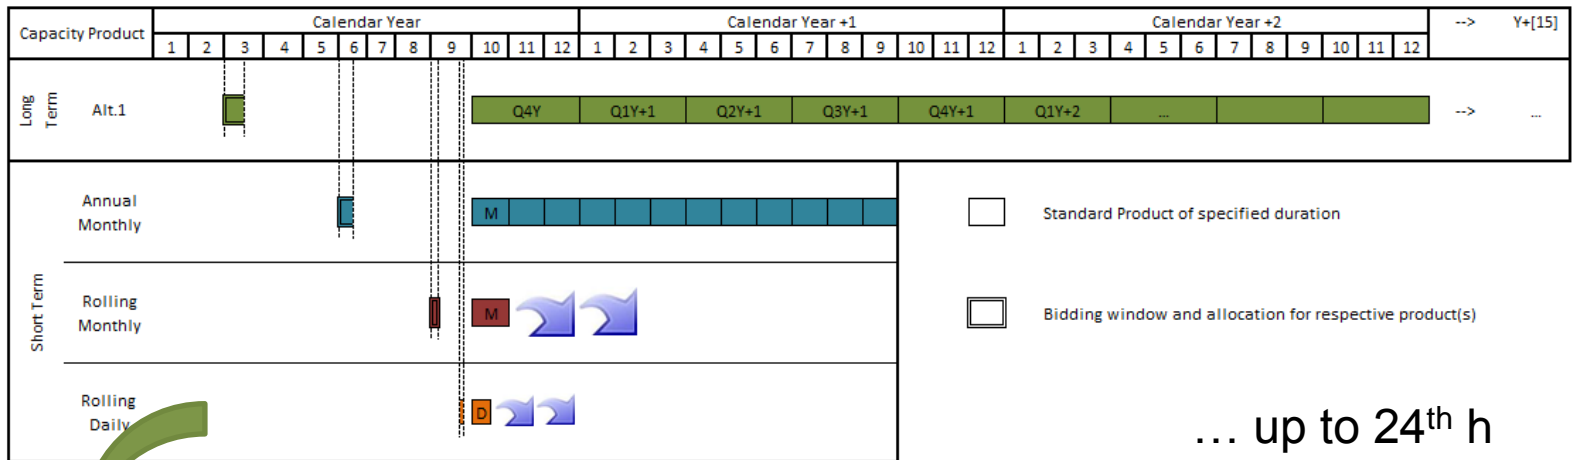 Capacity Product
Calendar Year
Calendar Year +1
Calendar Year +2
--> Y+[15]
1 2 3 4 5 6 7 8 9 10 11 12 1 2 3 4 5 6 7 8 9 10 11 12 1 2 3 4 5 6 7 8 9 10 11 12
Long Term
Alt.1
Q4Y Q1Y+1 Q2Y+1 Q3Y+1 Q4Y+1 Q1Y+2 ... --> ...
Short Term
Annual
Monthly
M
Standard Product of specified duration
Rolling
Monthly
M
Bidding window and allocation for respective product(s)
Rolling
Daily
D
... up to 24th h